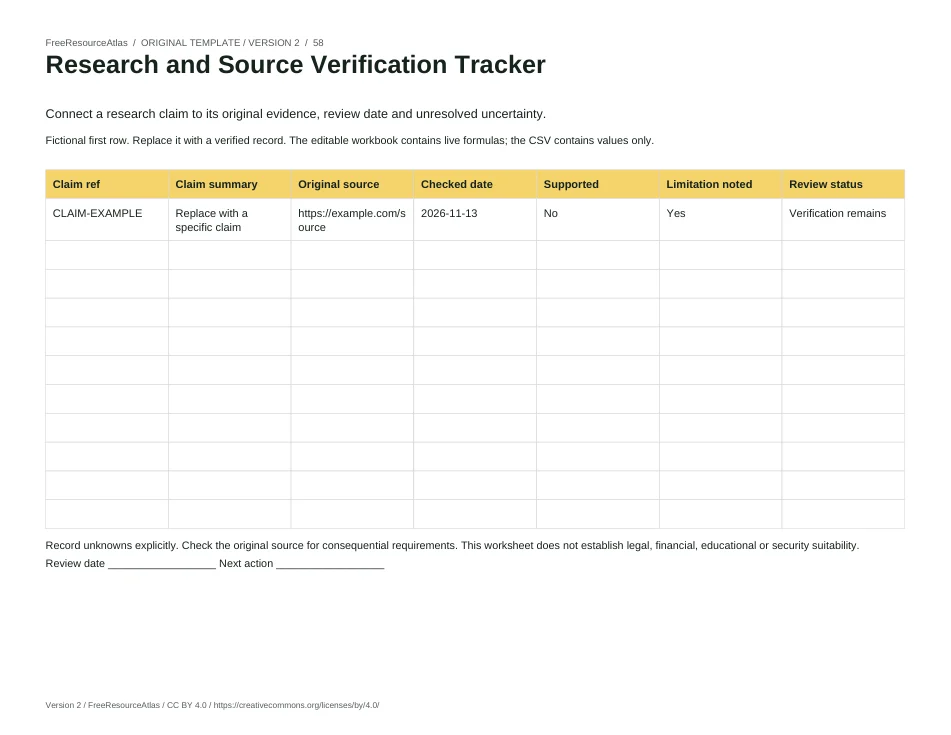 FreeResourceAtlas / ORIGINAL TEMPLATE / VERSION 2 / 58
Research and Source Verification Tracker
Connect a research claim to its original evidence, review date and unresolved uncertainty.
Fictional first row. Replace it with a verified record. The editable workbook contains live formulas; the CSV contains values only.
Claim ref Claim summary Original source Checked date Supported Limitation noted Review status
CLAIM-EXAMPLE Replace with a https://example.com/s 2026-11-13 No Yes Verification remains
specific claim ource
Record unknowns explicitly. Check the original source for consequential requirements. This worksheet does not establish legal, financial, educational or security suitability.
Review date __________________ Next action __________________
Version 2 / FreeResourceAtlas / CC BY 4.0 / https://creativecommons.org/licenses/by/4.0/